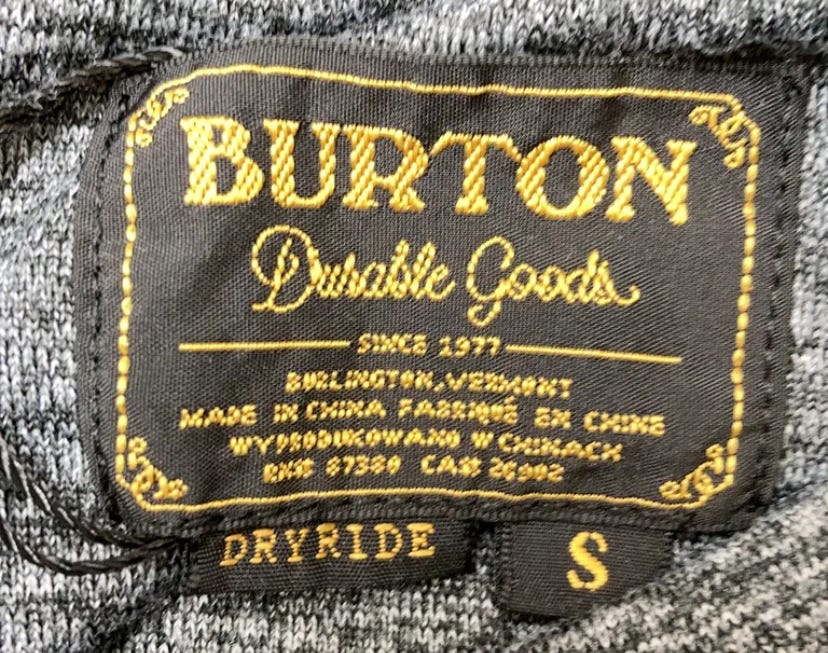 BURTON
Durable Goods
SINCE 1977
BURLINGTON, VERMONT
MADE IN CHINA FABRIQUÉ EN CHINE
WYPRODUKOWANO W CHINACH
RN# 87380 CA# 26902
DRYRIDE S